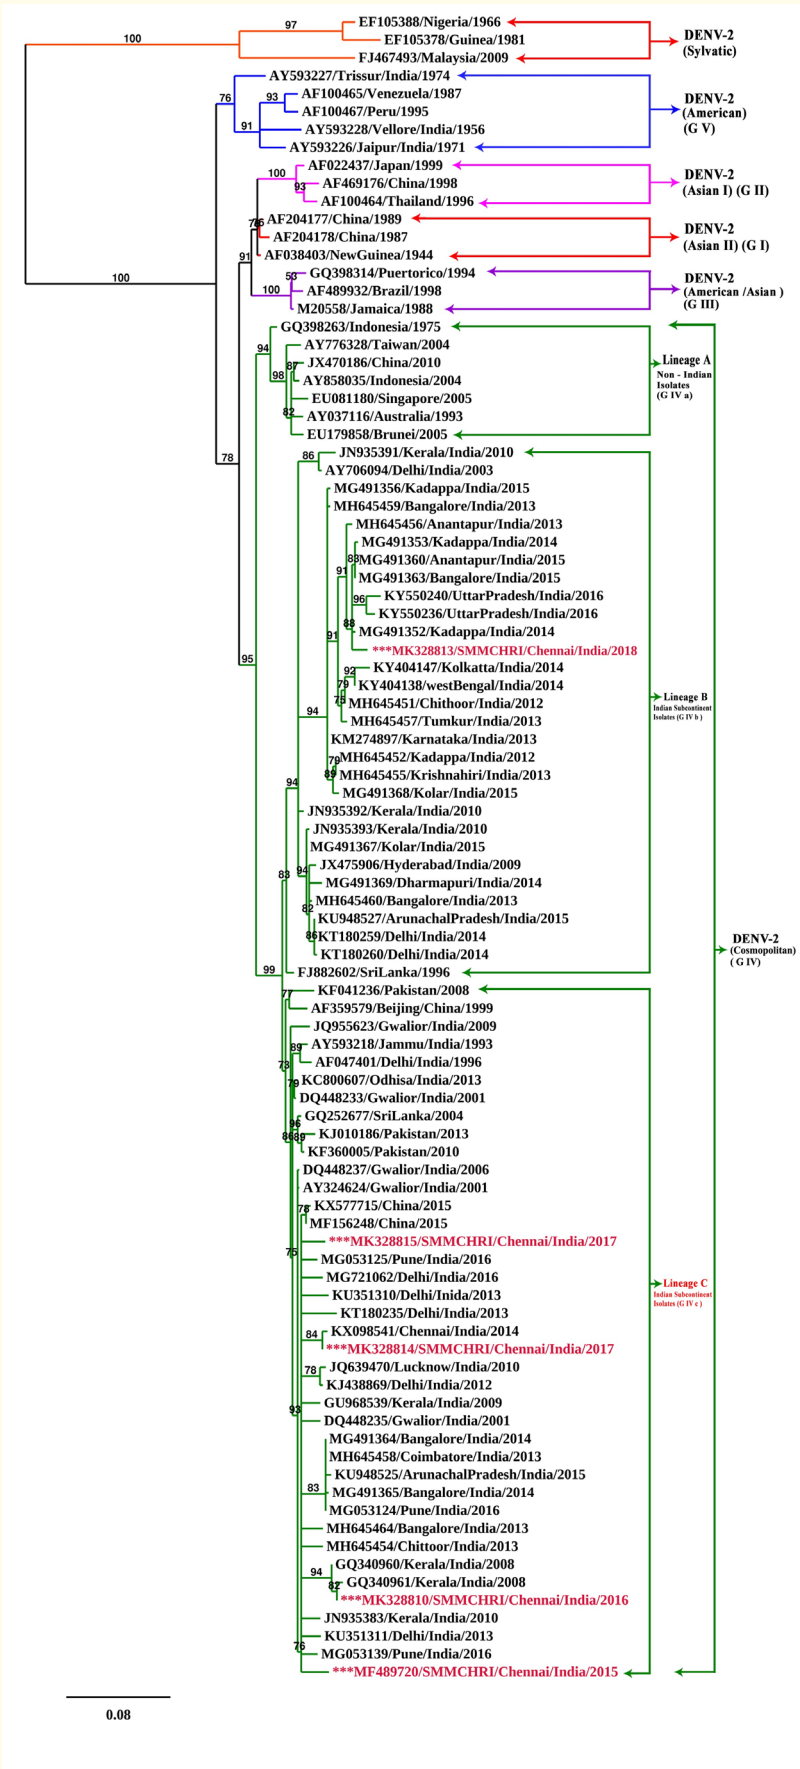 EF105388/Nigeria/1966
97
DENV-2
(Sylvatic)
100
EF105378/Guinea/1981
FJ467493/Malaysia/2009
AY593227/Trissur/India/1974
76
93
AF100465/Venezuela/1987
DENV-2
(American)
(G V)
AF100467/Peru/1995
91
AY593228/Vellore/India/1956
AY593226/Jaipur/India/1971
AF022437/Japan/1999
100
DENV-2
(Asian I) (G II)
93
AF469176/China/1998
AF100464/Thailand/1996
AF204177/China/1989
76
DENV-2
(Asian II) (G I)
AF204178/China/1987
AF038403/NewGuinea/1944
91
100
53
GQ398314/Puertorico/1994
DENV-2
(American /Asian )
(G III)
100
AF489932/Brazil/1998
M20558/Jamaica/1988
GQ398263/Indonesia/1975
94
AY776328/Taiwan/2004
87
JX470186/China/2010
Lineage A
Non - Indian
Isolates
(G IV a)
98
AY858035/Indonesia/2004
EU081180/Singapore/2005
82
AY037116/Australia/1993
EU179858/Brunei/2005
78
86
JN935391/Kerala/India/2010
AY706094/Delhi/India/2003
MG491356/Kadappa/India/2015
MH645459/Bangalore/India/2013
MH645456/Anantapur/India/2013
MG491353/Kadappa/India/2014
83
MG491360/Anantapur/India/2015
91
MG491363/Bangalore/India/2015
96
KY550240/UttarPradesh/India/2016
KY550236/UttarPradesh/India/2016
88
MG491352/Kadappa/India/2014
91
***MK328813/SMMCHRI/Chennai/India/2018
95
92
KY404147/Kolkatta/India/2014
79
KY404138/westBengal/India/2014
75
MH645451/Chithoor/India/2012
Lineage B
Indian Subcontinent
Isolates (G IV b )
94
MH645457/Tumkur/India/2013
KM274897/Karnataka/India/2013
79
MH645452/Kadappa/India/2012
89
MH645455/Krishnahiri/India/2013
94
MG491368/Kolar/India/2015
JN935392/Kerala/India/2010
JN935393/Kerala/India/2010
MG491367/Kolar/India/2015
83
94
JX475906/Hyderabad/India/2009
MG491369/Dharmapuri/India/2014
82
MH645460/Bangalore/India/2013
KU948527/ArunachalPradesh/India/2015
86
KT180259/Delhi/India/2014
DENV-2
(Cosmopolitan)
( G IV)
KT180260/Delhi/India/2014
99
FJ882602/SriLanka/1996
77
KF041236/Pakistan/2008
AF359579/Beijing/China/1999
JQ955623/Gwalior/India/2009
89
AY593218/Jammu/India/1993
73
AF047401/Delhi/India/1996
79
KC800607/Odhisa/India/2013
DQ448233/Gwalior/India/2001
96
GQ252677/SriLanka/2004
86
89
KJ010186/Pakistan/2013
KF360005/Pakistan/2010
DQ448237/Gwalior/India/2006
AY324624/Gwalior/India/2001
78
KX577715/China/2015
MF156248/China/2015
75
***MK328815/SMMCHRI/Chennai/India/2017
MG053125/Pune/India/2016
MG721062/Delhi/India/2016
Lineage C
Indian Subcontinent
Isolates (G IV c )
KU351310/Delhi/Inida/2013
KT180235/Delhi/India/2013
84
KX098541/Chennai/India/2014
***MK328814/SMMCHRI/Chennai/India/2017
78
JQ639470/Lucknow/India/2010
KJ438869/Delhi/India/2012
93
GU968539/Kerala/India/2009
DQ448235/Gwalior/India/2001
MG491364/Bangalore/India/2014
MH645458/Coimbatore/India/2013
KU948525/ArunachalPradesh/India/2015
83
MG491365/Bangalore/India/2014
MG053124/Pune/India/2016
MH645464/Bangalore/India/2013
MH645454/Chittoor/India/2013
94
GQ340960/Kerala/India/2008
82
GQ340961/Kerala/India/2008
***MK328810/SMMCHRI/Chennai/India/2016
JN935383/Kerala/India/2010
KU351311/Delhi/India/2013
76
MG053139/Pune/India/2016
***MF489720/SMMCHRI/Chennai/India/2015
0.08